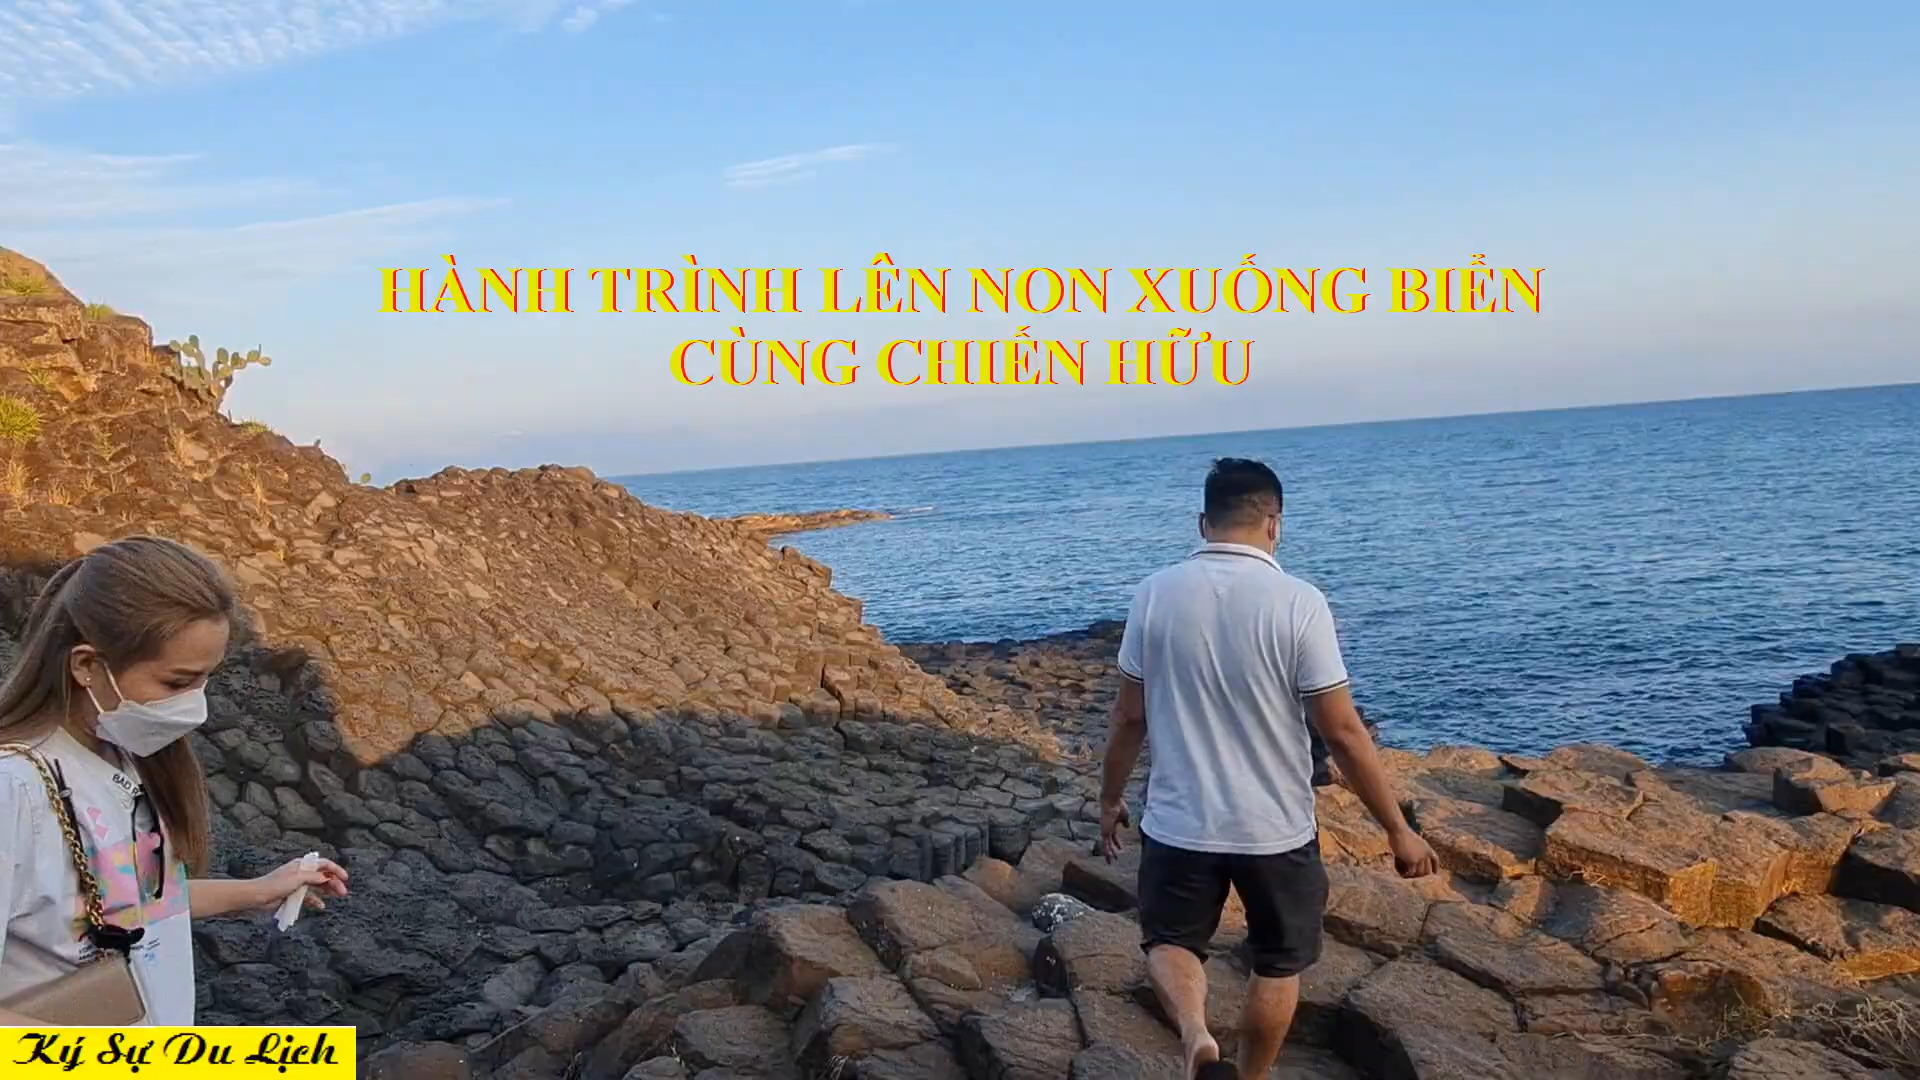 HÀNH TRÌNH LÊN NON XUỐNG BIỂN
CÙNG CHIẾN HỮU
Ký Sự Du Lịch